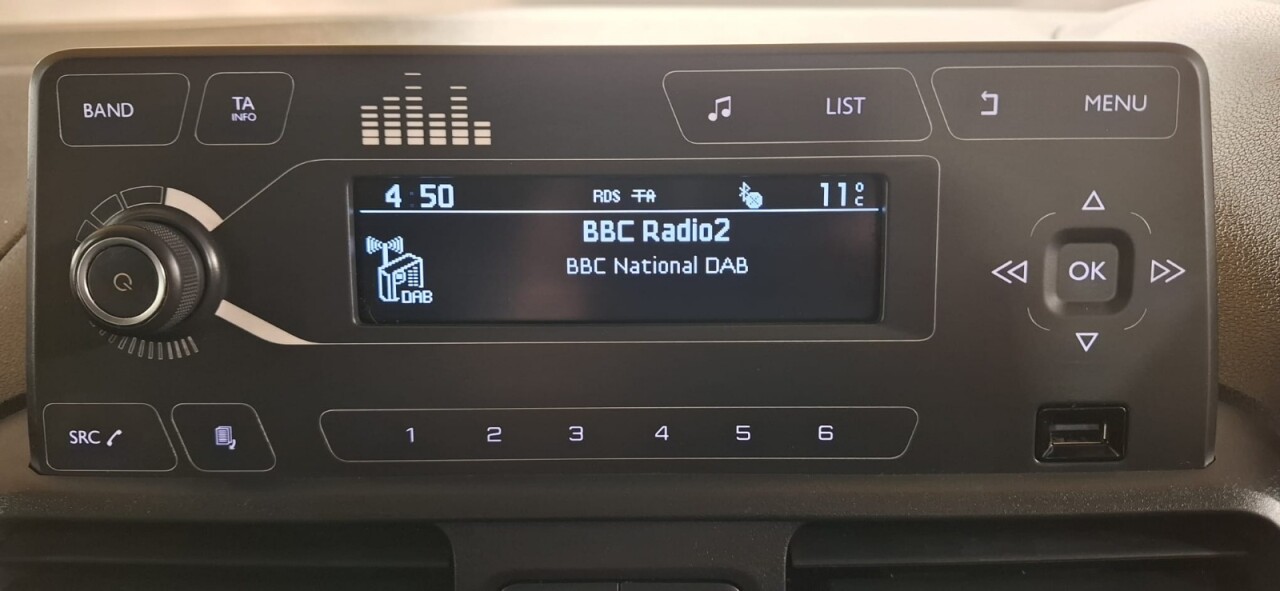 BAND
TA
INFO
LIST
MENU
4:50 RDS TA 11°C
BBC Radio2
BBC National DAB
DAB
OK
SRC
1 2 3 4 5 6